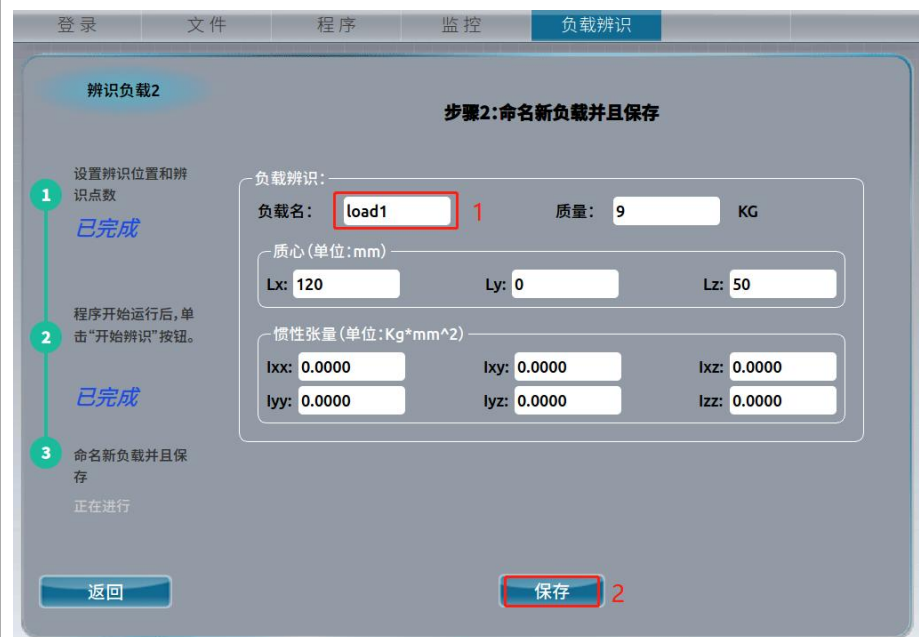 登录 文件 程序 监控 负载辨识
辨识负载2
步骤2:命名新负载并且保存
1
设置辨识位置和辨
识点数
已完成
2
程序开始运行后,单
击“开始辨识”按钮。
已完成
3
命名新负载并且保
存
正在进行
负载辨识:
负载名: load1 1 质量: 9 KG
质心(单位:mm)
Lx: 120 Ly: 0 Lz: 50
惯性张量(单位:Kg*mm^2)
Ixx: 0.0000 Ixy: 0.0000 Ixz: 0.0000
Iyy: 0.0000 Iyz: 0.0000 Izz: 0.0000
返回 保存 2